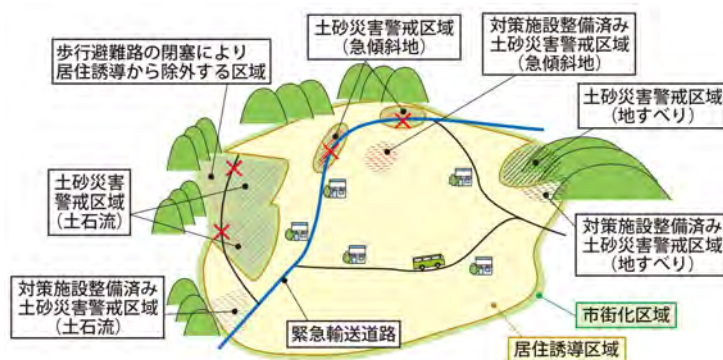 歩行避難路の閉塞により
居住誘導から除外する区域
土砂災害警戒区域
(急傾斜地)
対策施設整備済み
土砂災害警戒区域
(急傾斜地)
土砂災害警戒区域
(地すべり)
土砂災害
警戒区域
(土石流)
対策施設整備済み
土砂災害警戒区域
(地すべり)
対策施設整備済み
土砂災害警戒区域
(土石流)
緊急輸送道路
市街化区域
居住誘導区域